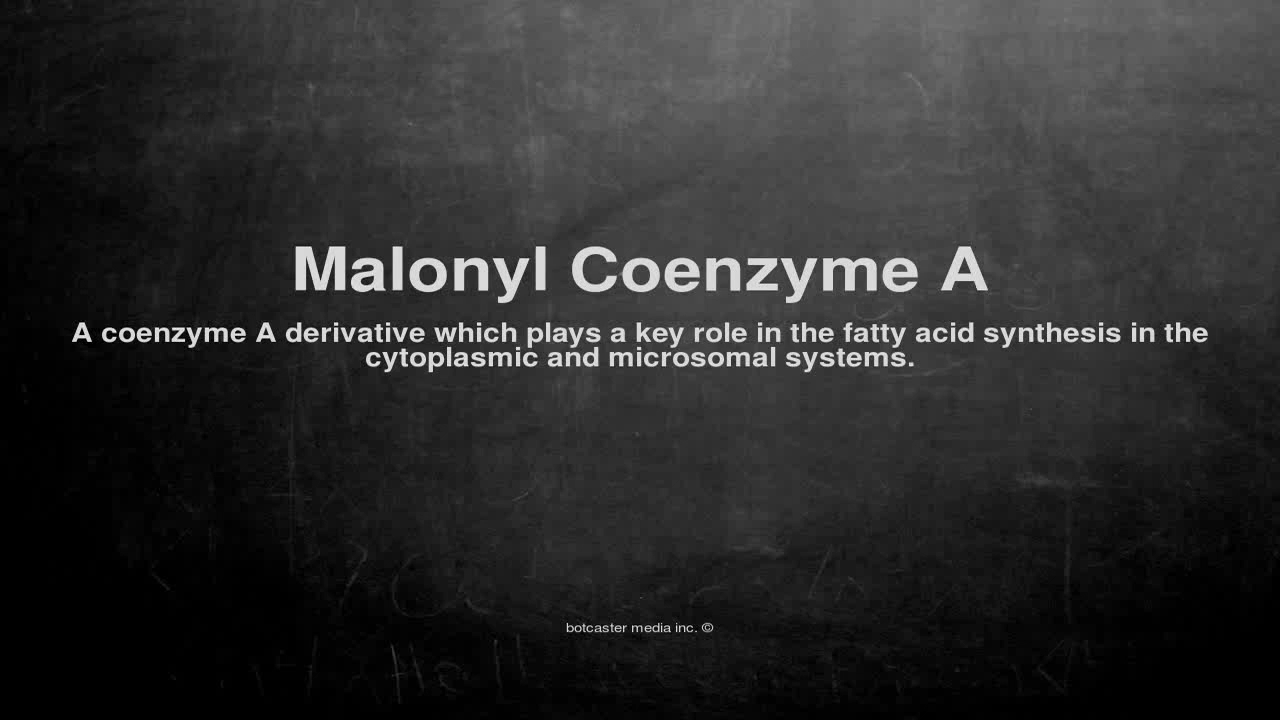 Malonyl Coenzyme A
A coenzyme A derivative which plays a key role in the fatty acid synthesis in the
cytoplasmic and microsomal systems.
botcaster media inc. ©